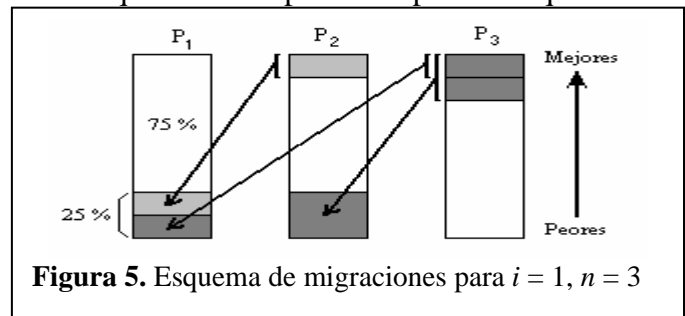 P1 P2 P3
Mejores
75 %
25 %
Peores
Figura 5. Esquema de migraciones para i = 1, n = 3